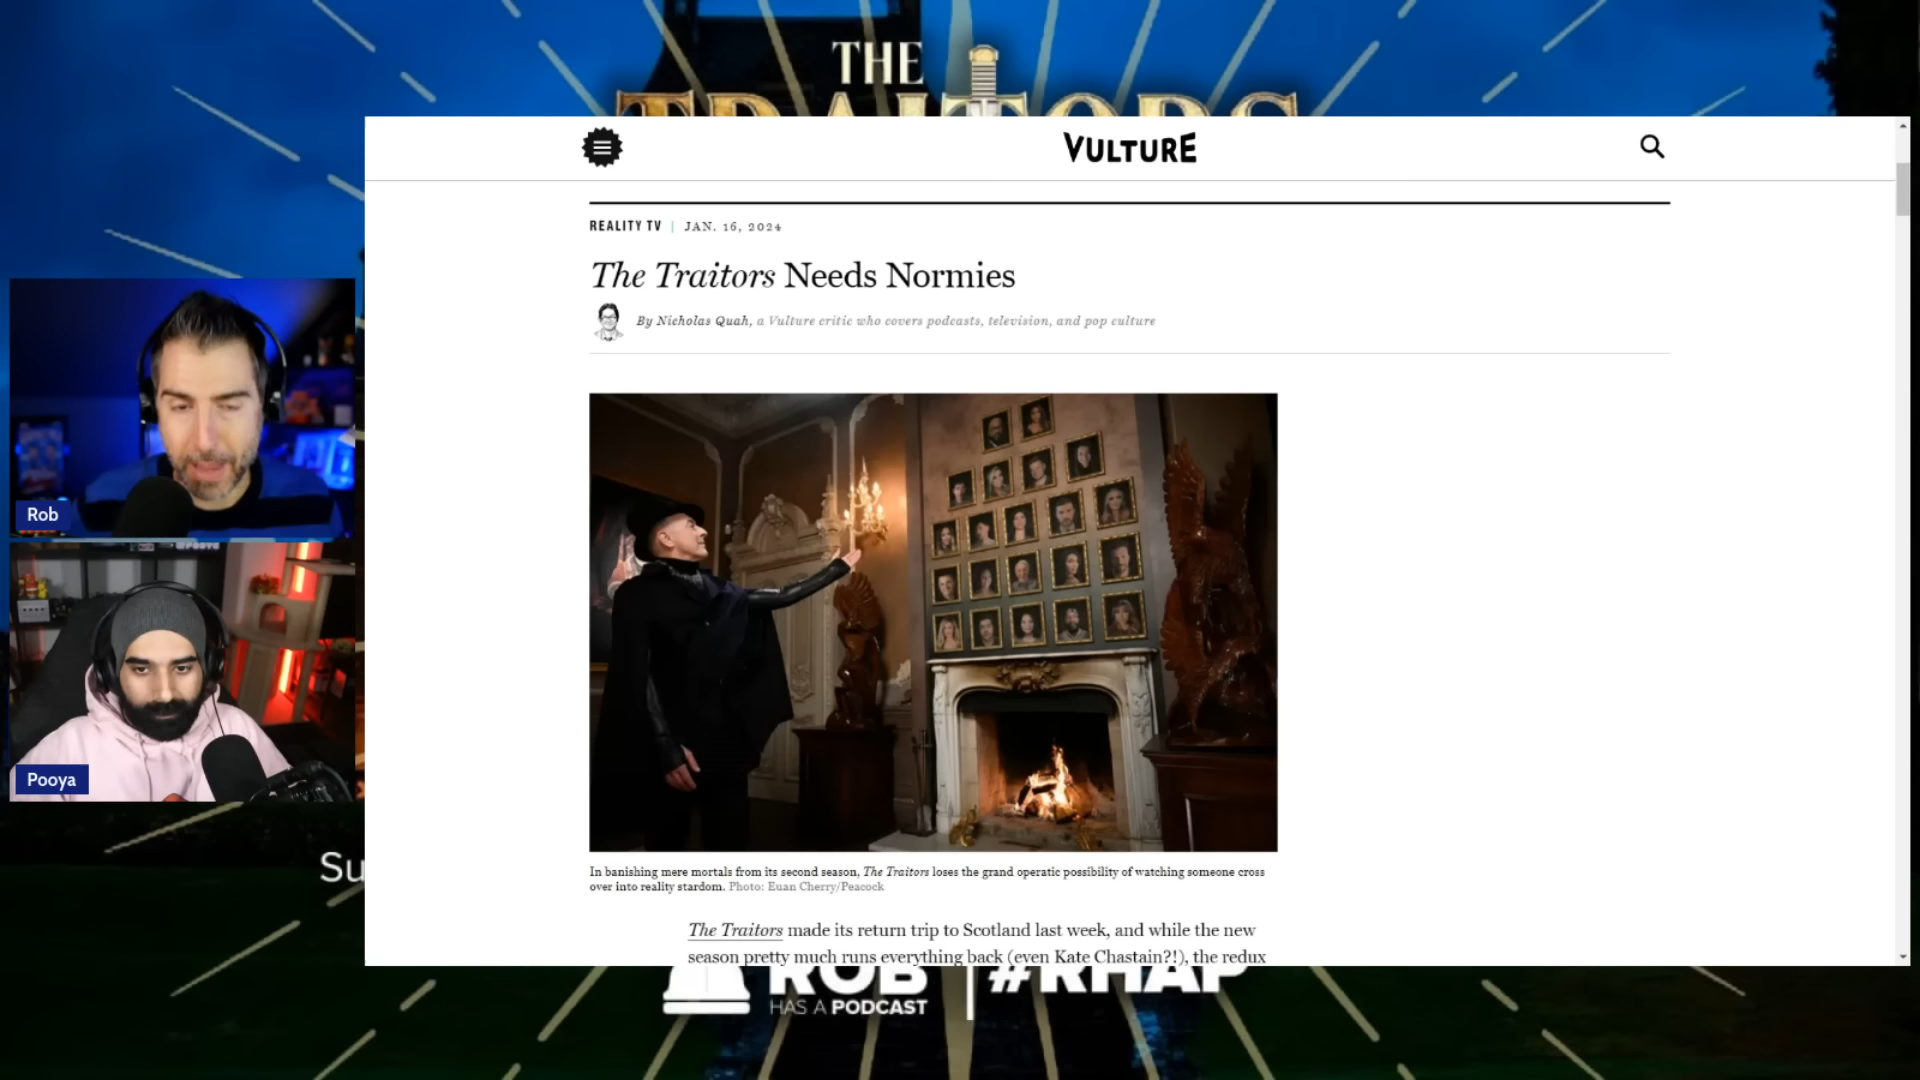 THE
TRAITORS
VULTURE
REALITY TV | JAN. 16, 2024
The Traitors Needs Normies
By Nicholas Quah, a Vulture critic who covers podcasts, television, and pop culture
Rob
Pooya
In banishing mere mortals from its second season, The Traitors loses the grand operatic possibility of watching someone cross
over into reality stardom. Photo: Euan Cherry/Peacock
Su
The Traitors made its return trip to Scotland last week, and while the new
season pretty much runs everything back (even Kate Chastain?!), the redux
ROB
HAS A PODCAST
#RHAP